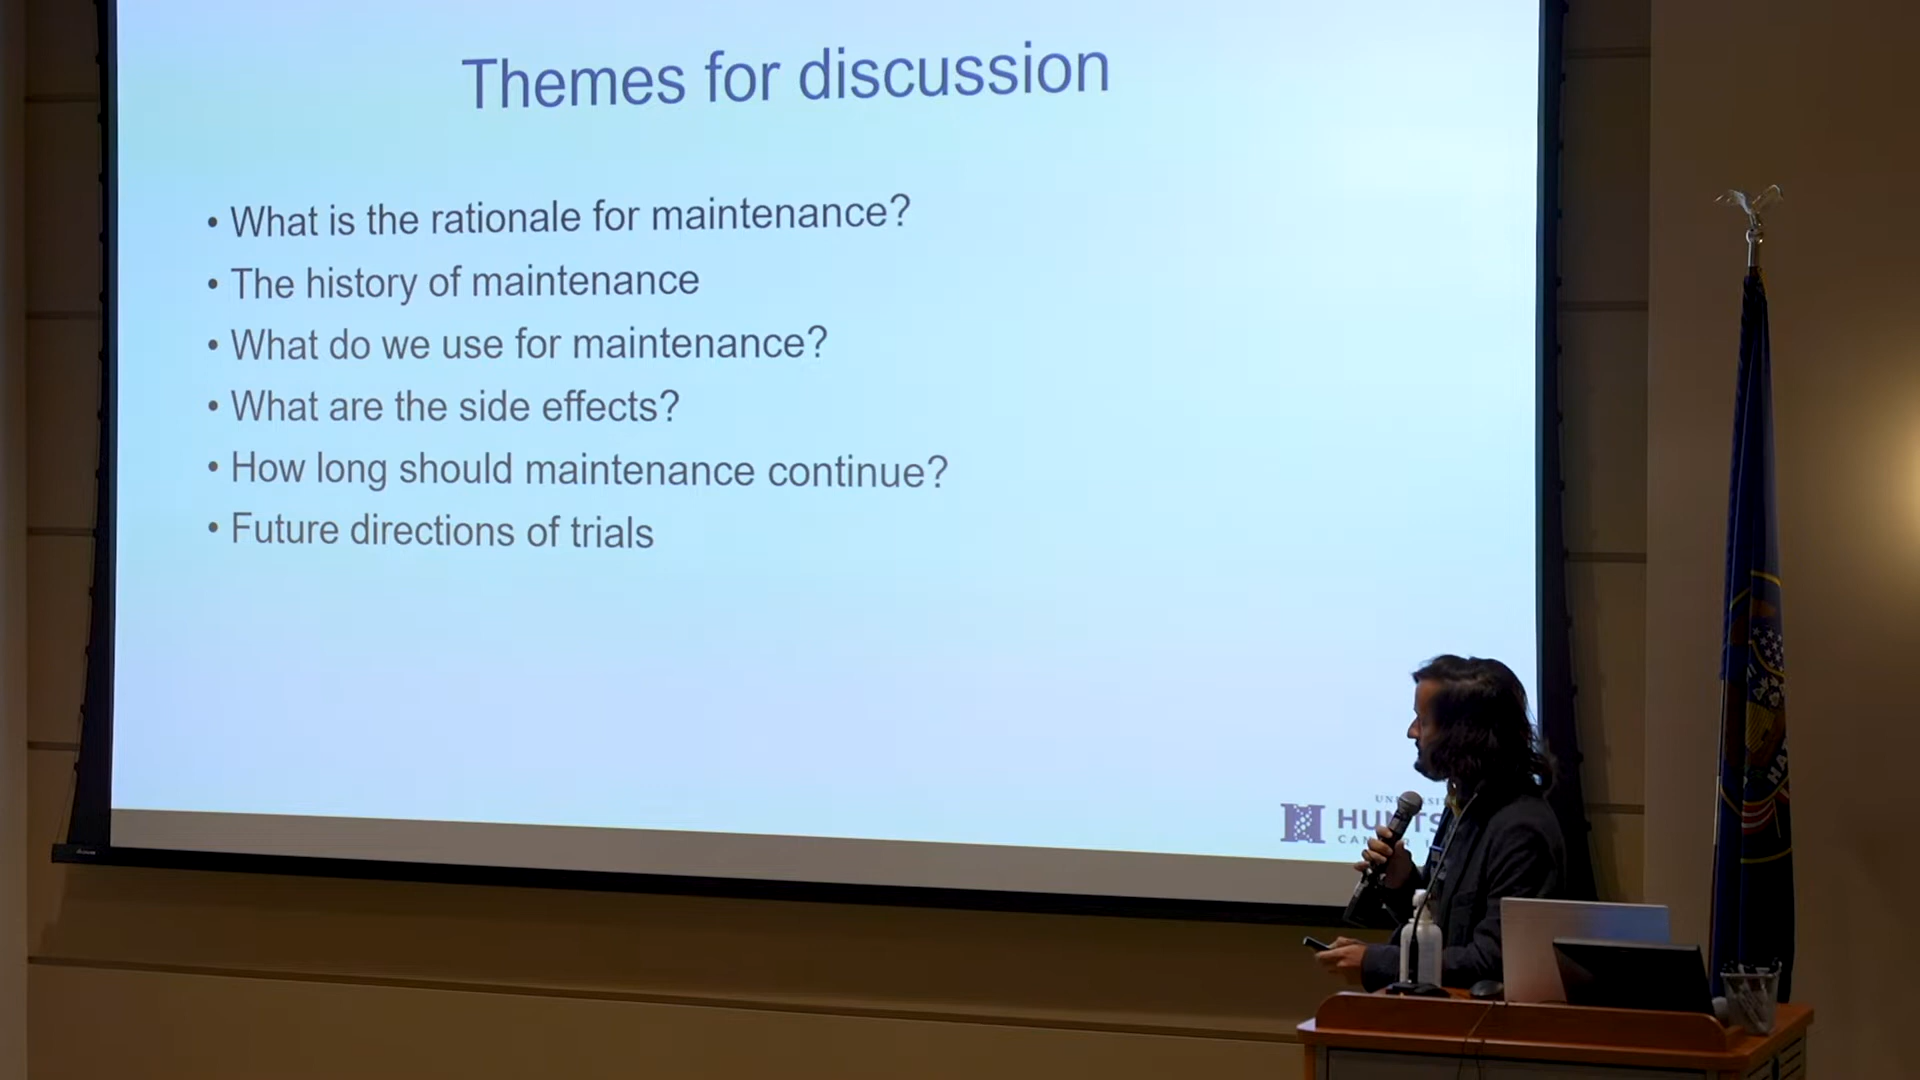 Themes for discussion
• What is the rationale for maintenance?
• The history of maintenance
• What do we use for maintenance?
• What are the side effects?
• How long should maintenance continue?
• Future directions of trials